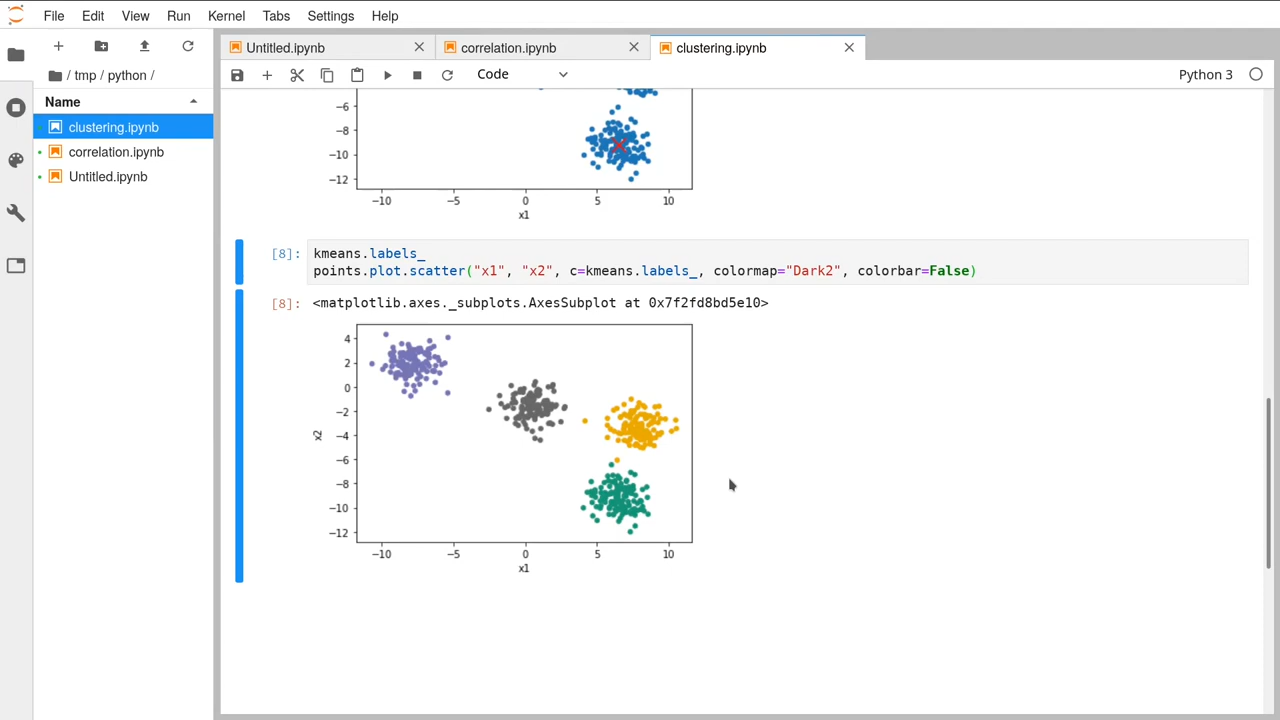 File Edit View Run Kernel Tabs Settings Help
/ tmp / python /
Name
clustering.ipynb
correlation.ipynb
Untitled.ipynb
Untitled.ipynb correlation.ipynb clustering.ipynb
Code Python 3
−6
−8
−10
−12
−10 −5 0 5 10
x1
[8]: kmeans.labels_
points.plot.scatter("x1", "x2", c=kmeans.labels_, colormap="Dark2", colorbar=False)
[8]: <matplotlib.axes._subplots.AxesSubplot at 0x7f2fd8bd5e10>
4
2
0
−2
−4
−6
−8
−10
−12
x2
−10 −5 0 5 10
x1